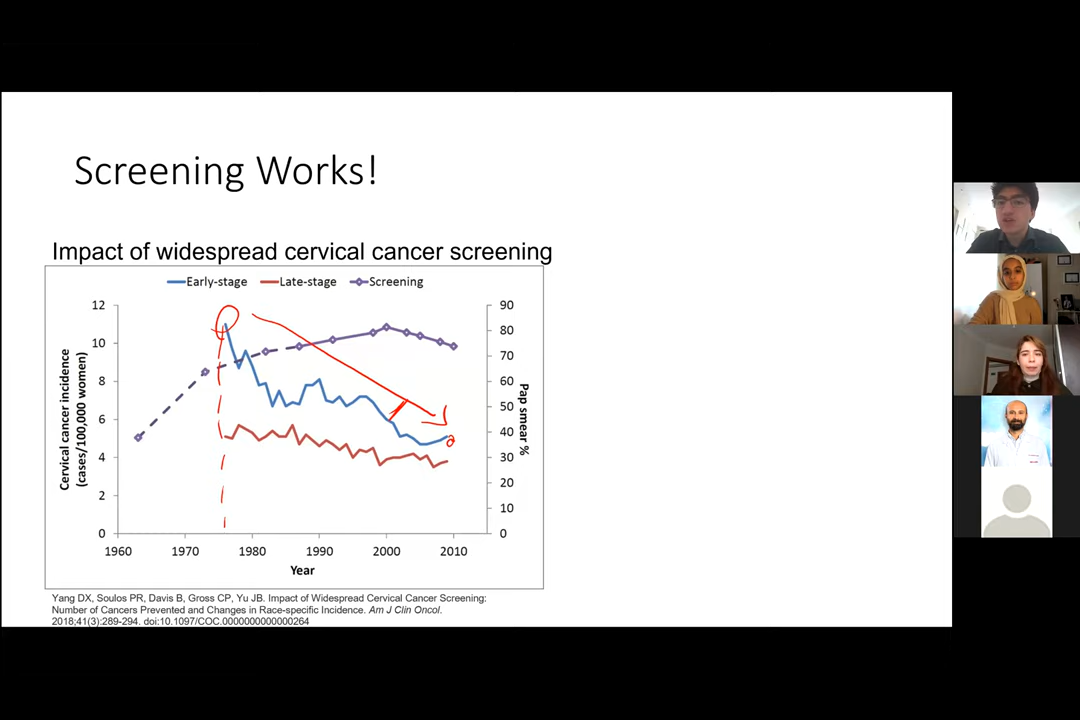 Screening Works!
Impact of widespread cervical cancer screening
Early-stage Late-stage Screening
12
10
8
6
4
2
0
90
80
70
60
50
40
30
20
10
0
Cervical cancer incidence
(cases/100,000 women)
Pap smear %
1960 1970 1980 1990 2000 2010
Year
Yang DX, Soulos PR, Davis B, Gross CP, Yu JB. Impact of Widespread Cervical Cancer Screening:
Number of Cancers Prevented and Changes in Race-specific Incidence. Am J Clin Oncol.
2018;41(3):289-294. doi:10.1097/COC.0000000000000264